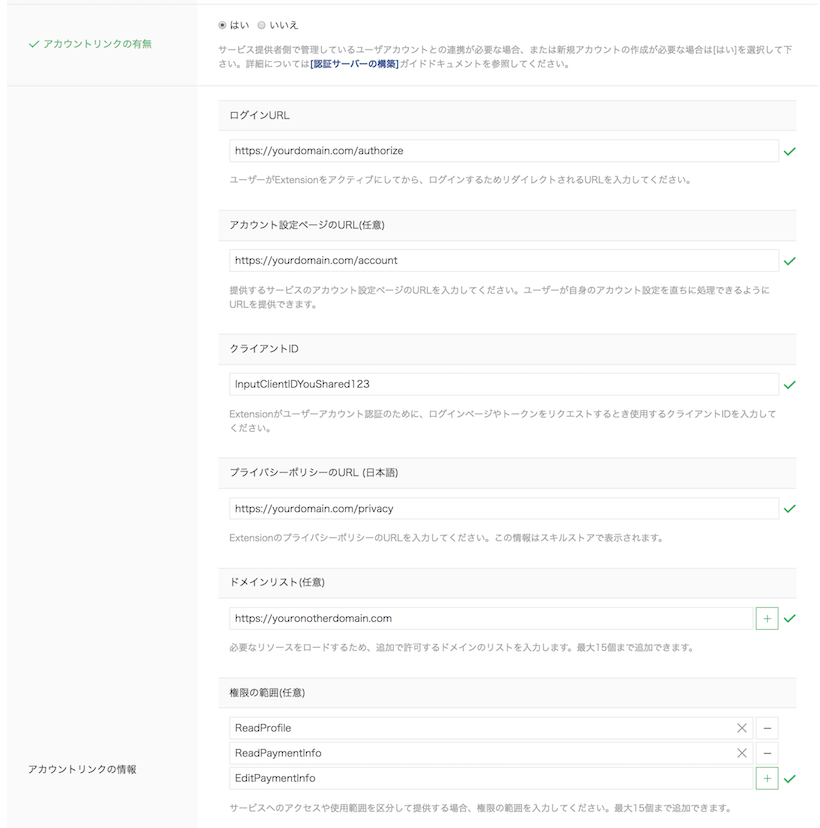 アカウントリンクの有無
はい いいえ
サービス提供者側で管理しているユーザアカウントとの連携が必要な場合、または新規アカウントの作成が必要な場合は[はい]を選択して下
さい。詳細については[認証サーバーの構築]ガイドドキュメントを参照してください。
ログインURL
https://yourdomain.com/authorize
ユーザーがExtensionをアクティブにしてから、ログインするためリダイレクトされるURLを入力してください。
アカウント設定ページのURL(任意)
https://yourdomain.com/account
提供するサービスのアカウント設定ページのURLを入力してください。ユーザーが自身のアカウント設定を直ちに処理できるように
URLを提供できます。
クライアントID
InputClientIDYouShared123
Extensionがユーザーアカウント認証のために、ログインページやトークンをリクエストするとき使用するクライアントIDを入力して
ください。
プライバシーポリシーのURL (日本語)
https://yourdomain.com/privacy
ExtensionのプライバシーポリシーのURLを入力してください。この情報はスキルストアで表示されます。
ドメインリスト(任意)
https://youronotherdomain.com
必要なリソースをロードするため、追加で許可するドメインのリストを入力します。最大15個まで追加できます。
権限の範囲(任意)
ReadProfile
ReadPaymentInfo
アカウントリンクの情報
EditPaymentInfo
サービスへのアクセスや使用範囲を区分して提供する場合、権限の範囲を入力してください。最大15個まで追加できます。